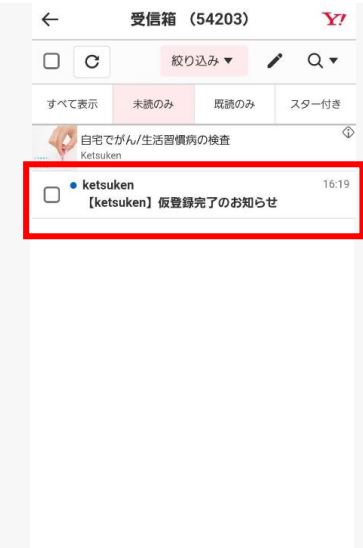 受信箱 （54203） Y!
絞り込み▼
すべて表示 未読のみ 既読のみ スター付き
自宅でがん/生活習慣病の検査
Ketsuken
ketsuken 16:19
【ketsuken】仮登録完了のお知らせ